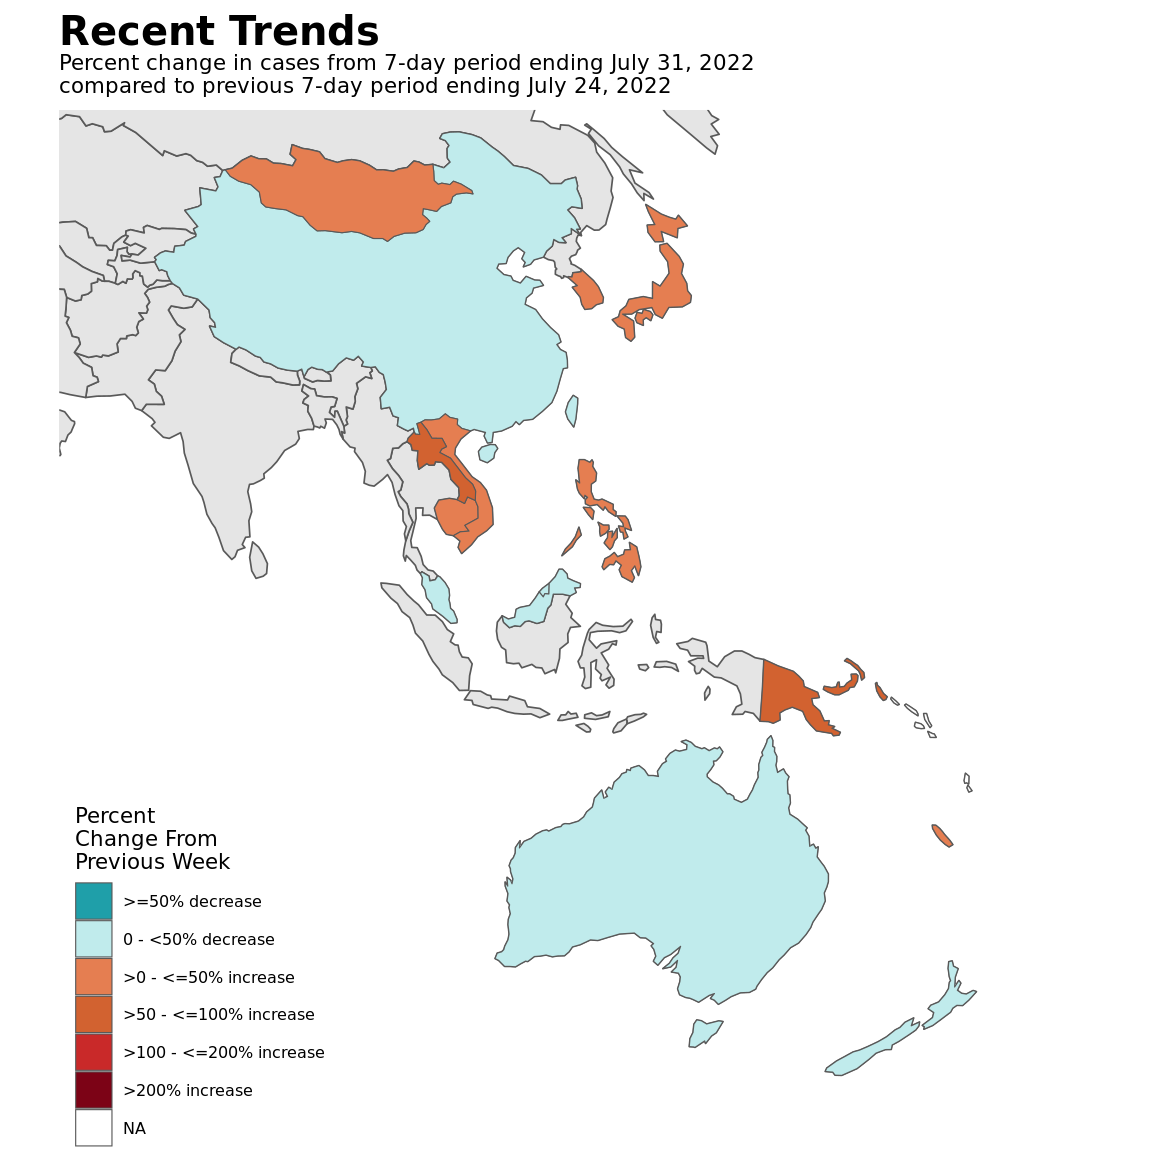 Recent Trends
Percent change in cases from 7-day period ending July 31, 2022
compared to previous 7-day period ending July 24, 2022
Percent
Change From
Previous Week
>=50% decrease
0 - <50% decrease
>0 - <=50% increase
>50 - <=100% increase
>100 - <=200% increase
>200% increase
NA